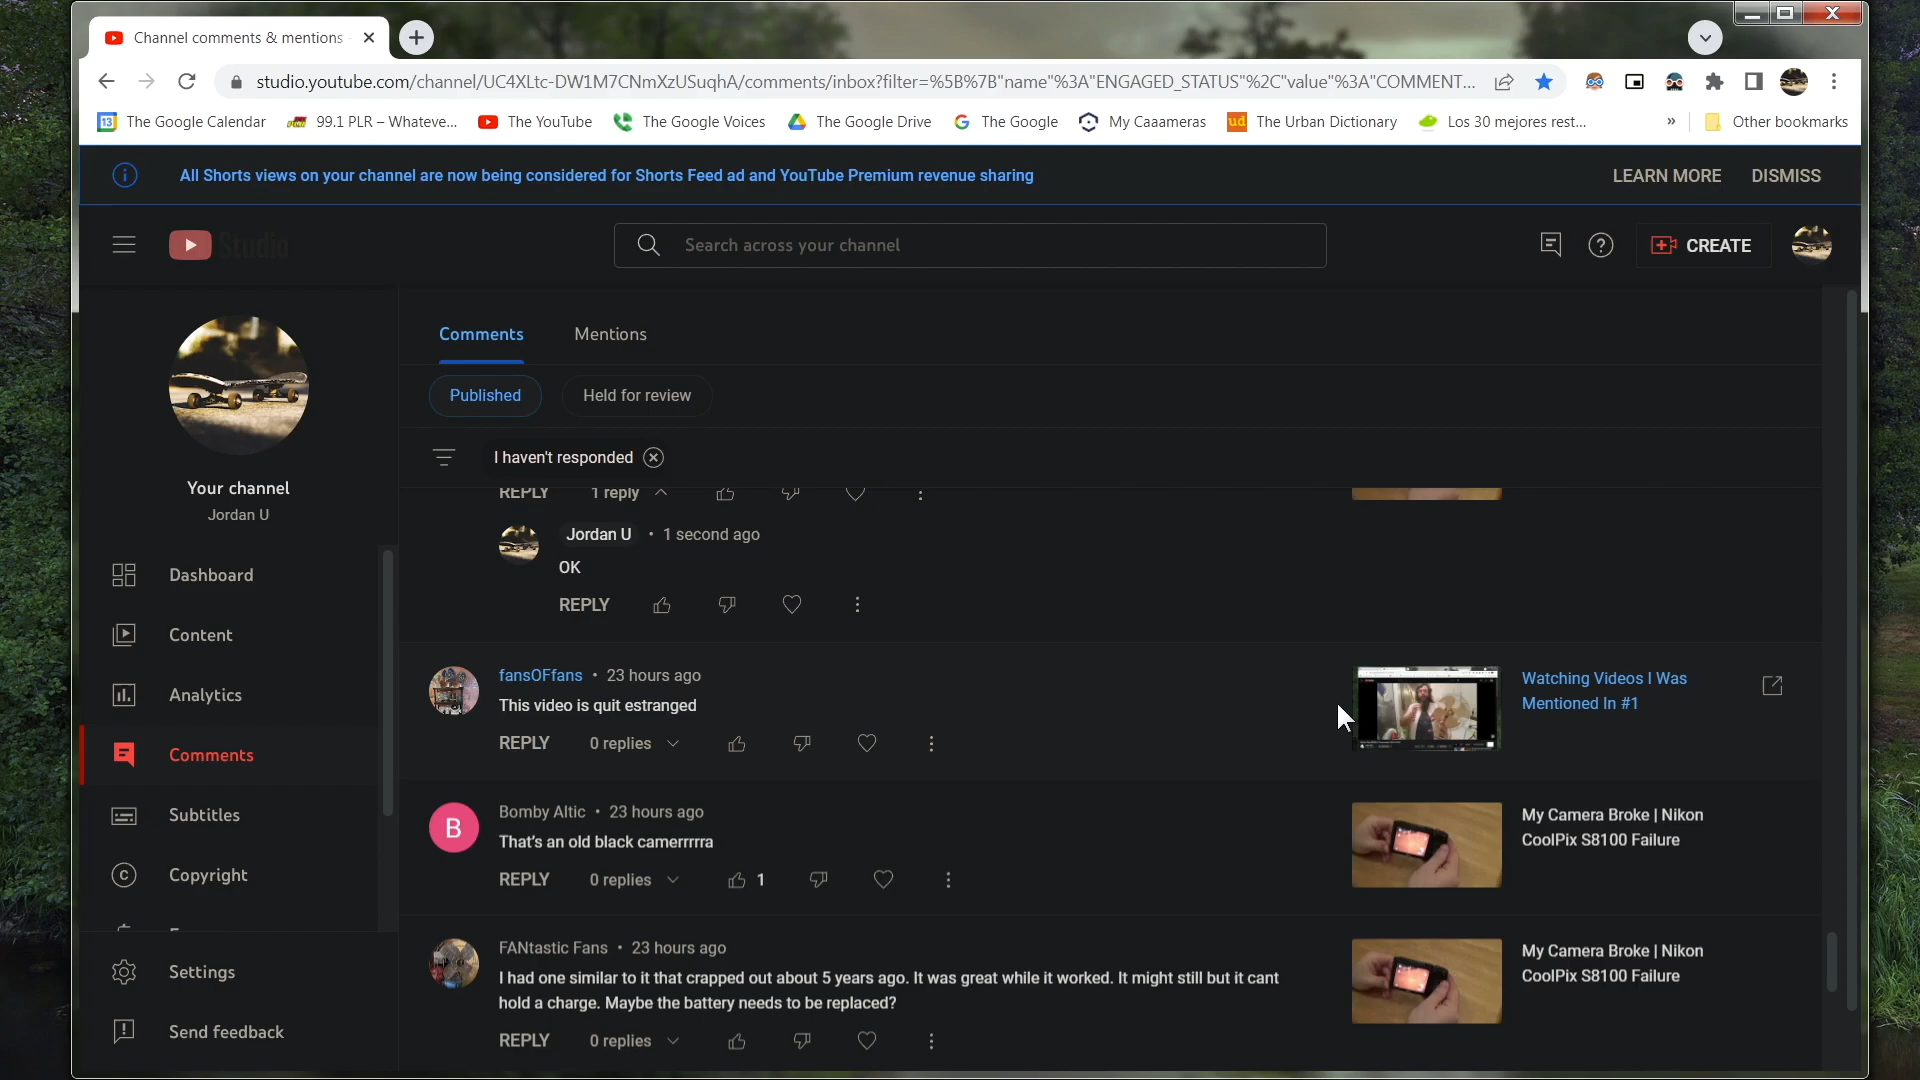 Channel comments & mentions
studio.youtube.com/channel/UC4XLtc-DW1M7CNmXzUSuqhA/comments/inbox?filter=%5B%7B"name"%3A"ENGAGED_STATUS"%2C"value"%3A"COMMENT...
The Google Calendar
99.1 PLR – Whateve...
The YouTube
The Google Voices
The Google Drive
The Google
My Caaameras
ud The Urban Dictionary
Los 30 mejores rest...
»
Other bookmarks
All Shorts views on your channel are now being considered for Shorts Feed ad and YouTube Premium revenue sharing
LEARN MORE
DISMISS
Studio
Search across your channel
CREATE
Your channel
Jordan U
Dashboard
Content
Analytics
Comments
Subtitles
Copyright
Settings
Send feedback
Comments
Mentions
Published
Held for review
I haven't responded
REPLY 1 reply
Jordan U • 1 second ago
OK
REPLY
fansOFfans • 23 hours ago
This video is quit estranged
REPLY 0 replies
Watching Videos I Was
Mentioned In #1
B
Bomby Altic • 23 hours ago
That's an old black camerrrrra
REPLY 0 replies 1
My Camera Broke | Nikon
CoolPix S8100 Failure
FANtastic Fans • 23 hours ago
I had one similar to it that crapped out about 5 years ago. It was great while it worked. It might still but it cant
hold a charge. Maybe the battery needs to be replaced?
REPLY 0 replies
My Camera Broke | Nikon
CoolPix S8100 Failure